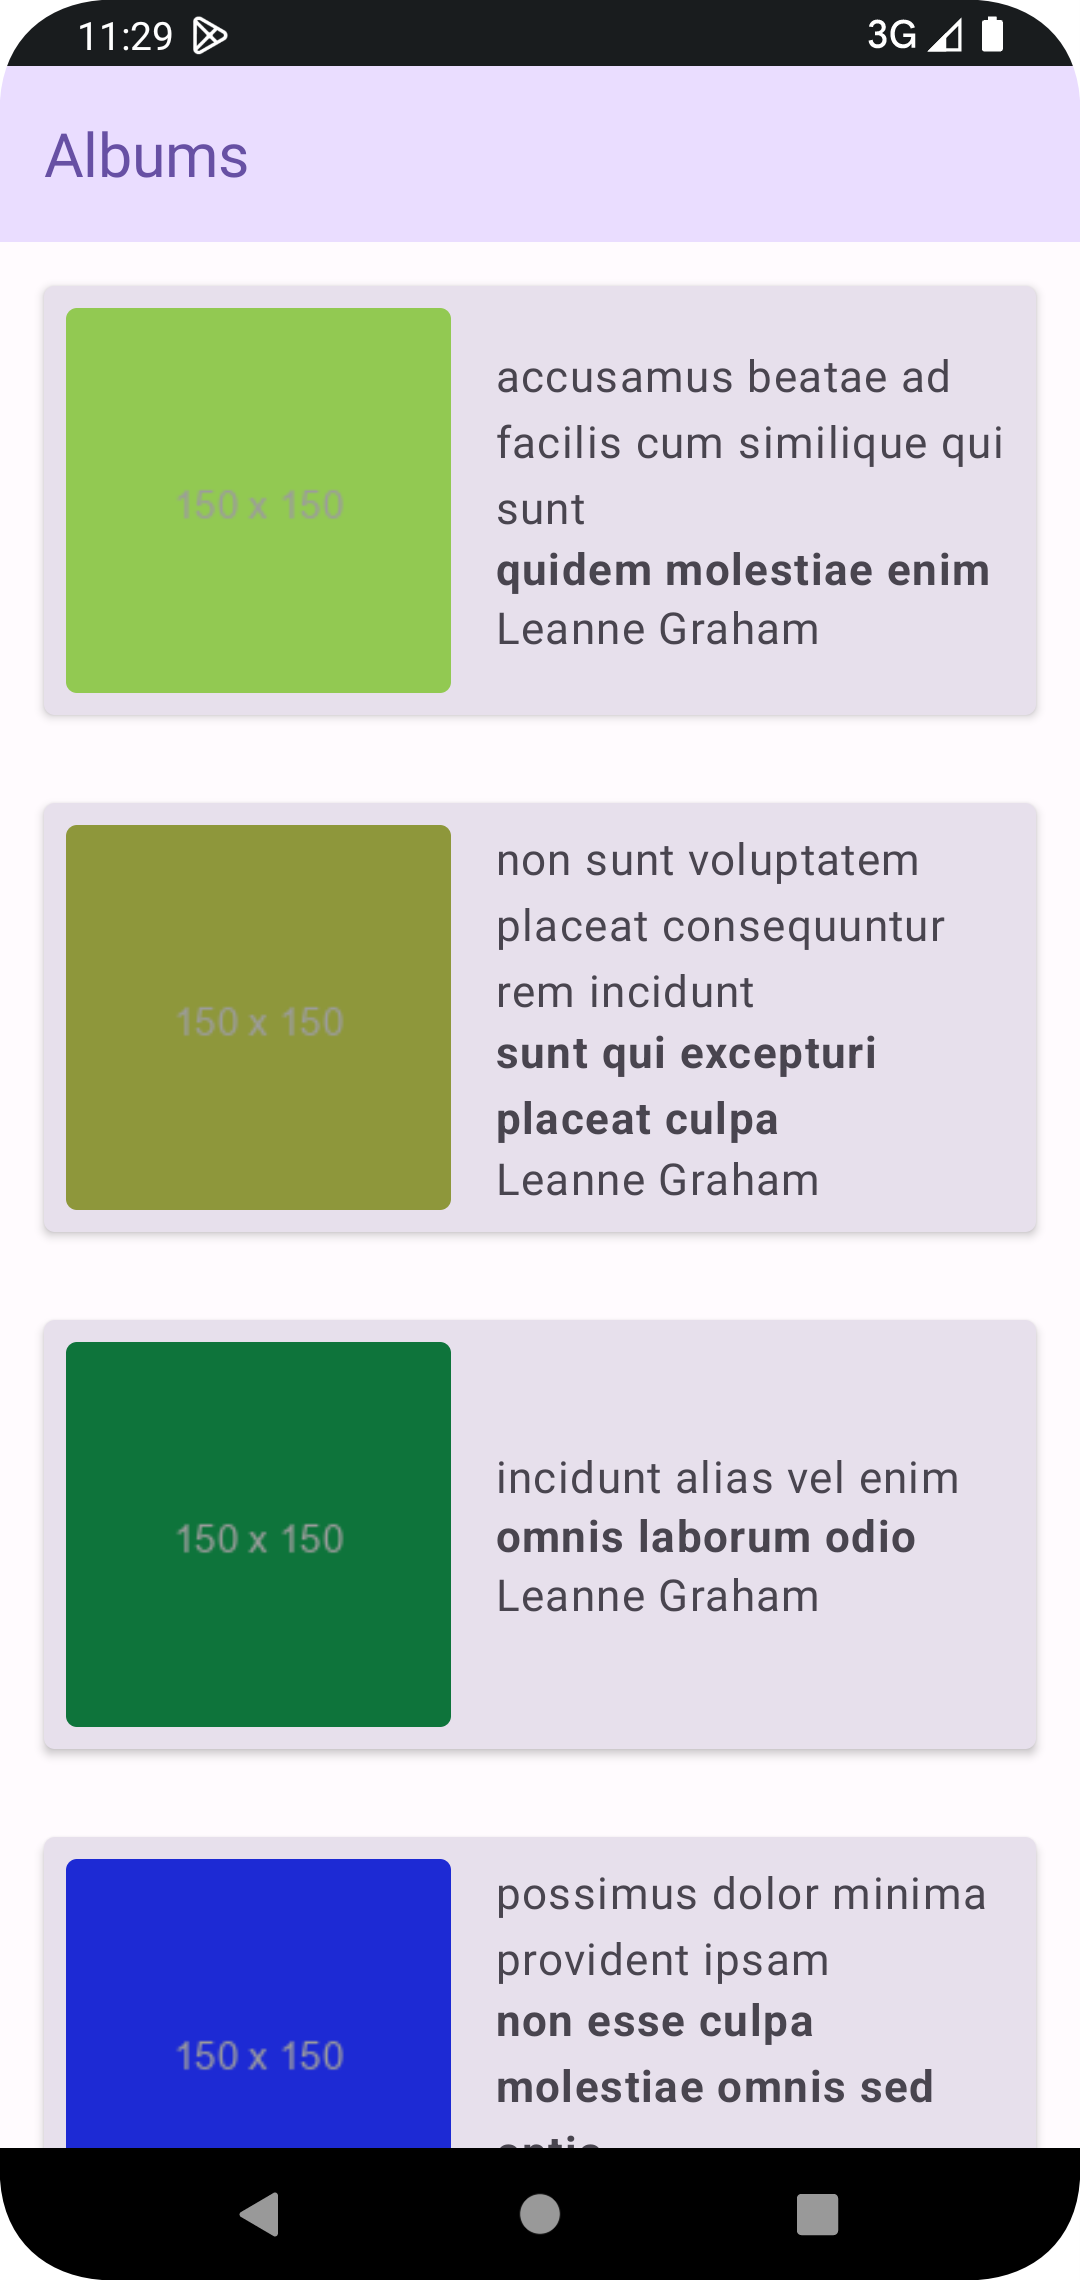 11:29
3G
Albums
150 x 150
accusamus beatae ad
facilis cum similique qui
sunt
quidem molestiae enim
Leanne Graham
150 x 150
non sunt voluptatem
placeat consequuntur
rem incidunt
sunt qui excepturi
placeat culpa
Leanne Graham
150 x 150
incidunt alias vel enim
omnis laborum odio
Leanne Graham
150 x 150
possimus dolor minima
provident ipsam
non esse culpa
molestiae omnis sed